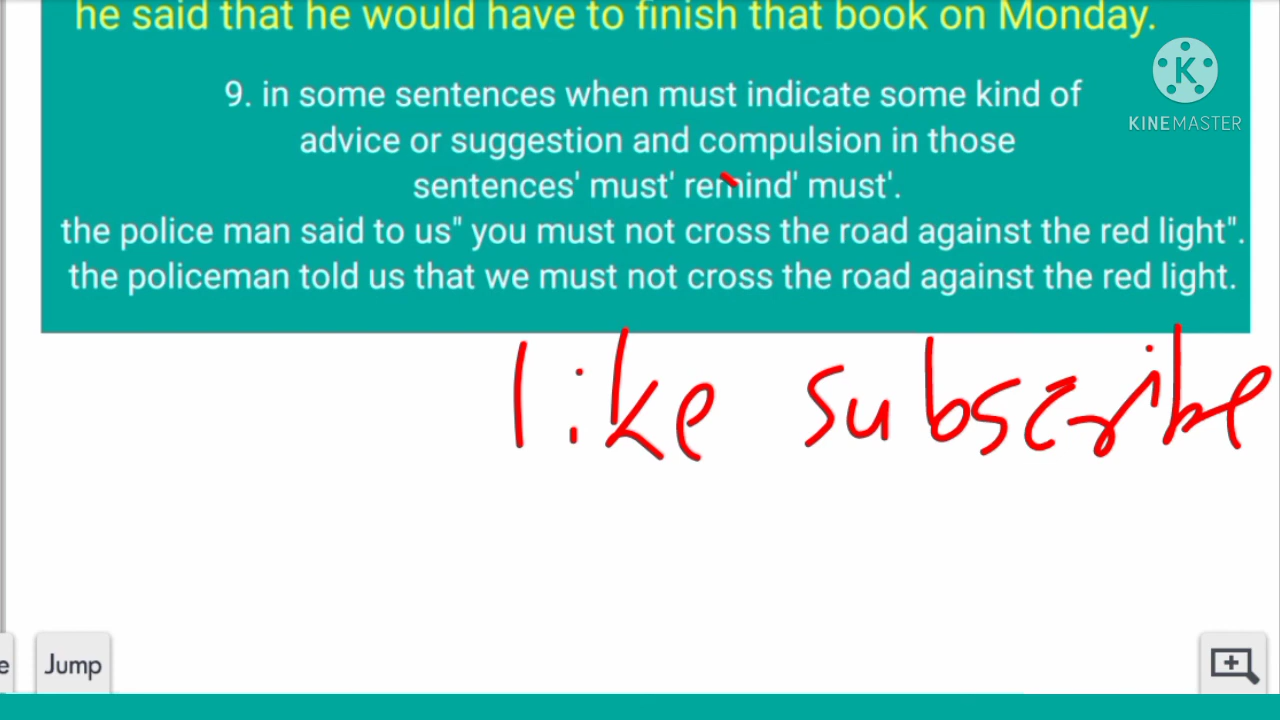 he said that he would have to finish that book on Monday.
KINEMASTER
9. in some sentences when must indicate some kind of
advice or suggestion and compulsion in those
sentences' must' remind' must'.
the police man said to us" you must not cross the road against the red light".
the policeman told us that we must not cross the road against the red light.
like subscribe
e
Jump